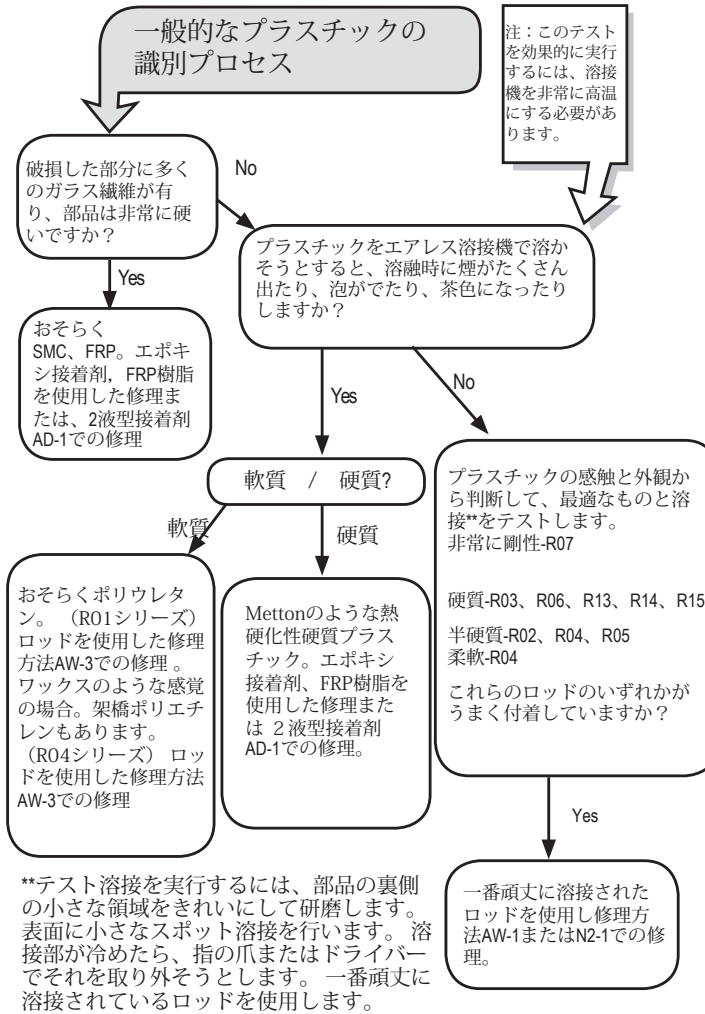 一般的なプラスチックの
識別プロセス
注：このテスト
を効果的に実行
するには、溶接
機を非常に高温
にする必要があ
ります。
破損した部分に多く
のガラス繊維が有
り、部品は非常に硬
いですか？
No
Yes
プラスチックをエアレス溶接機で溶か
そうとすると、溶融時に煙がたくさん
出たり、泡がでたり、茶色になったり
しますか？
おそらく
SMC、FRP。エポキ
シ接着剤，FRP樹脂
を使用した修理ま
たは、2液型接着剤
AD-1での修理
Yes
No
軟質 / 硬質?
軟質
硬質
おそらくポリウレタ
ン。（R01シリーズ）
ロッドを使用した修理
方法AW-3での修理 。
ワックスのような感覚
の場合。架橋ポリエチ
レンもあります。
（R04シリーズ） ロッ
ドを使用した修理方法
AW-3での修理
Mettonのような熱
硬化性硬質プラス
チック。エポキシ
接着剤、FRP樹脂を
使用した修理また
は ２液型接着剤
AD-1での修理。
プラスチックの感触と外観か
ら判断して、最適なものと溶
接**をテストします。
非常に剛性-R07
硬質-R03、R06、R13、R14、R15
半硬質-R02、R04、R05
柔軟-R04
これらのロッドのいずれかが
うまく付着していますか？
Yes
一番頑丈に溶接された
ロッドを使用し修理方
法AW-1またはN2-1での修
理。
**テスト溶接を実行するには、部品の裏側
の小さな領域をきれいにして研磨します。
表面に小さなスポット溶接を行います。 溶
接部が冷めたら、指の爪またはドライバー
でそれを取り外そうとします。 一番頑丈に
溶接されているロッドを使用します。